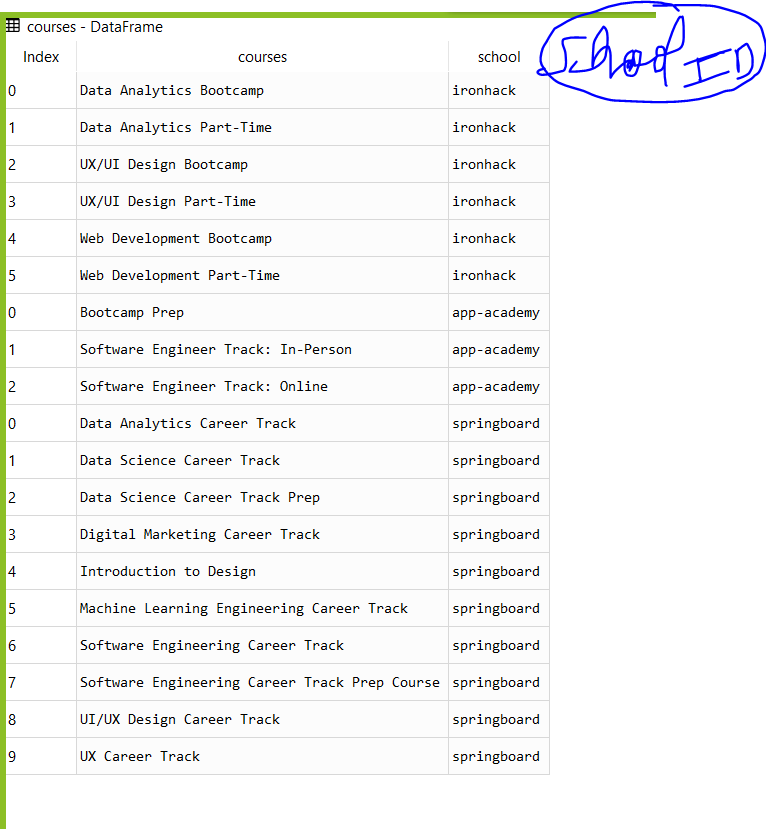 courses - DataFrame
Index courses school School ID
0 Data Analytics Bootcamp ironhack
1 Data Analytics Part-Time ironhack
2 UX/UI Design Bootcamp ironhack
3 UX/UI Design Part-Time ironhack
4 Web Development Bootcamp ironhack
5 Web Development Part-Time ironhack
0 Bootcamp Prep app-academy
1 Software Engineer Track: In-Person app-academy
2 Software Engineer Track: Online app-academy
0 Data Analytics Career Track springboard
1 Data Science Career Track springboard
2 Data Science Career Track Prep springboard
3 Digital Marketing Career Track springboard
4 Introduction to Design springboard
5 Machine Learning Engineering Career Track springboard
6 Software Engineering Career Track springboard
7 Software Engineering Career Track Prep Course springboard
8 UI/UX Design Career Track springboard
9 UX Career Track springboard